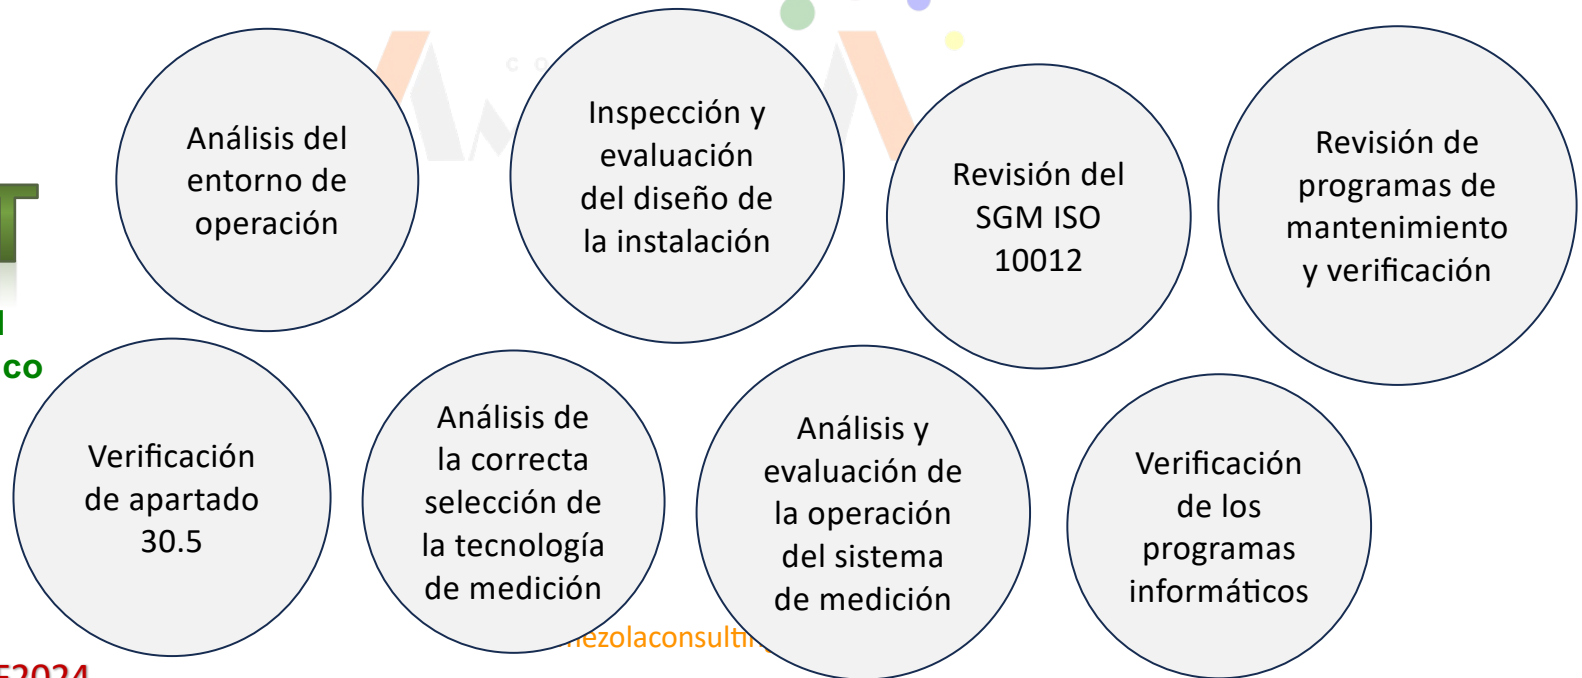 Análisis del
entorno de
operación
Inspección y
evaluación
del diseño de
la instalación
Revisión del
SGM ISO
10012
Revisión de
programas de
mantenimiento
y verificación
T
co
Verificación
de apartado
30.5
Análisis de
la correcta
selección de
la tecnología
de medición
Análisis y
evaluación de
la operación
del sistema
de medición
Verificación
de los
programas
informáticos